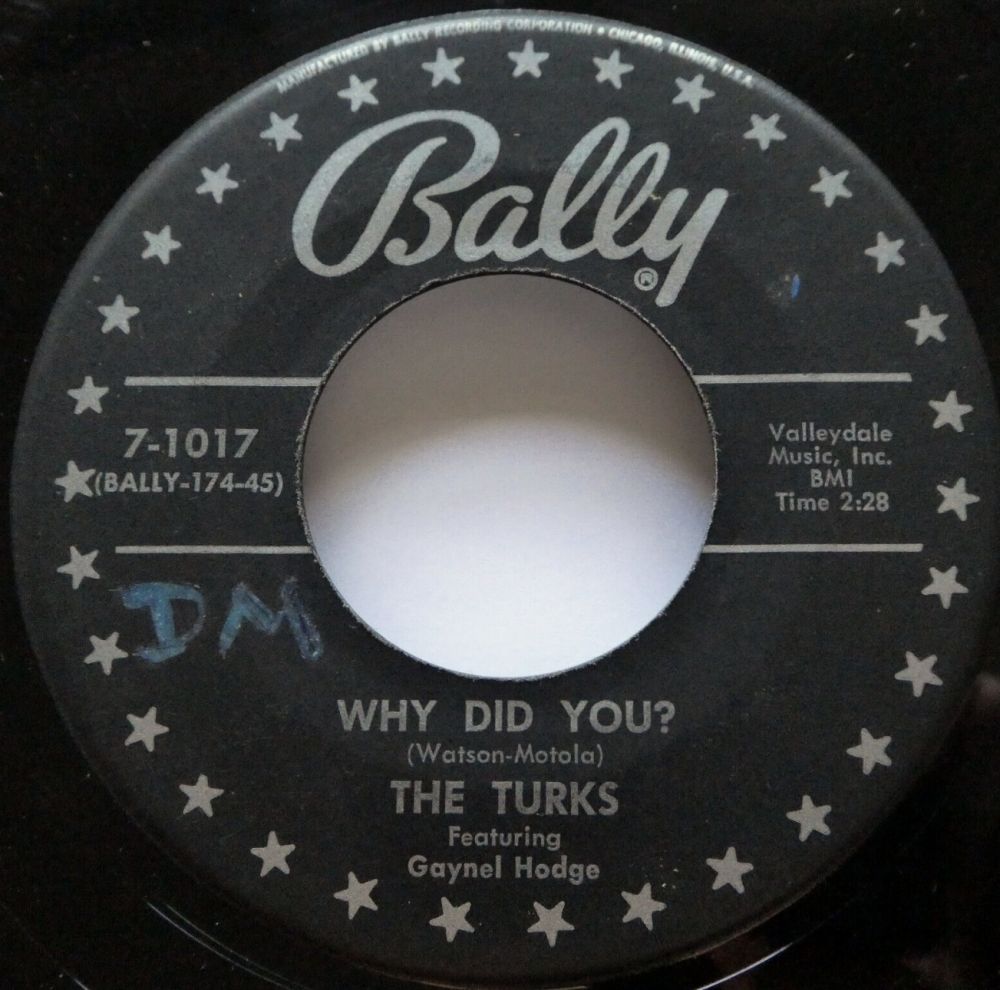 MANUFACTURED BY BALLY RECORDING CORPORATION • CHICAGO, ILLINOIS, U.S.A.
Bally
®
7-1017
(BALLY-174-45)
Valleydale
Music, Inc.
BMI
Time 2:28
DM
WHY DID YOU?
(Watson-Motola)
THE TURKS
Featuring
Gaynel Hodge